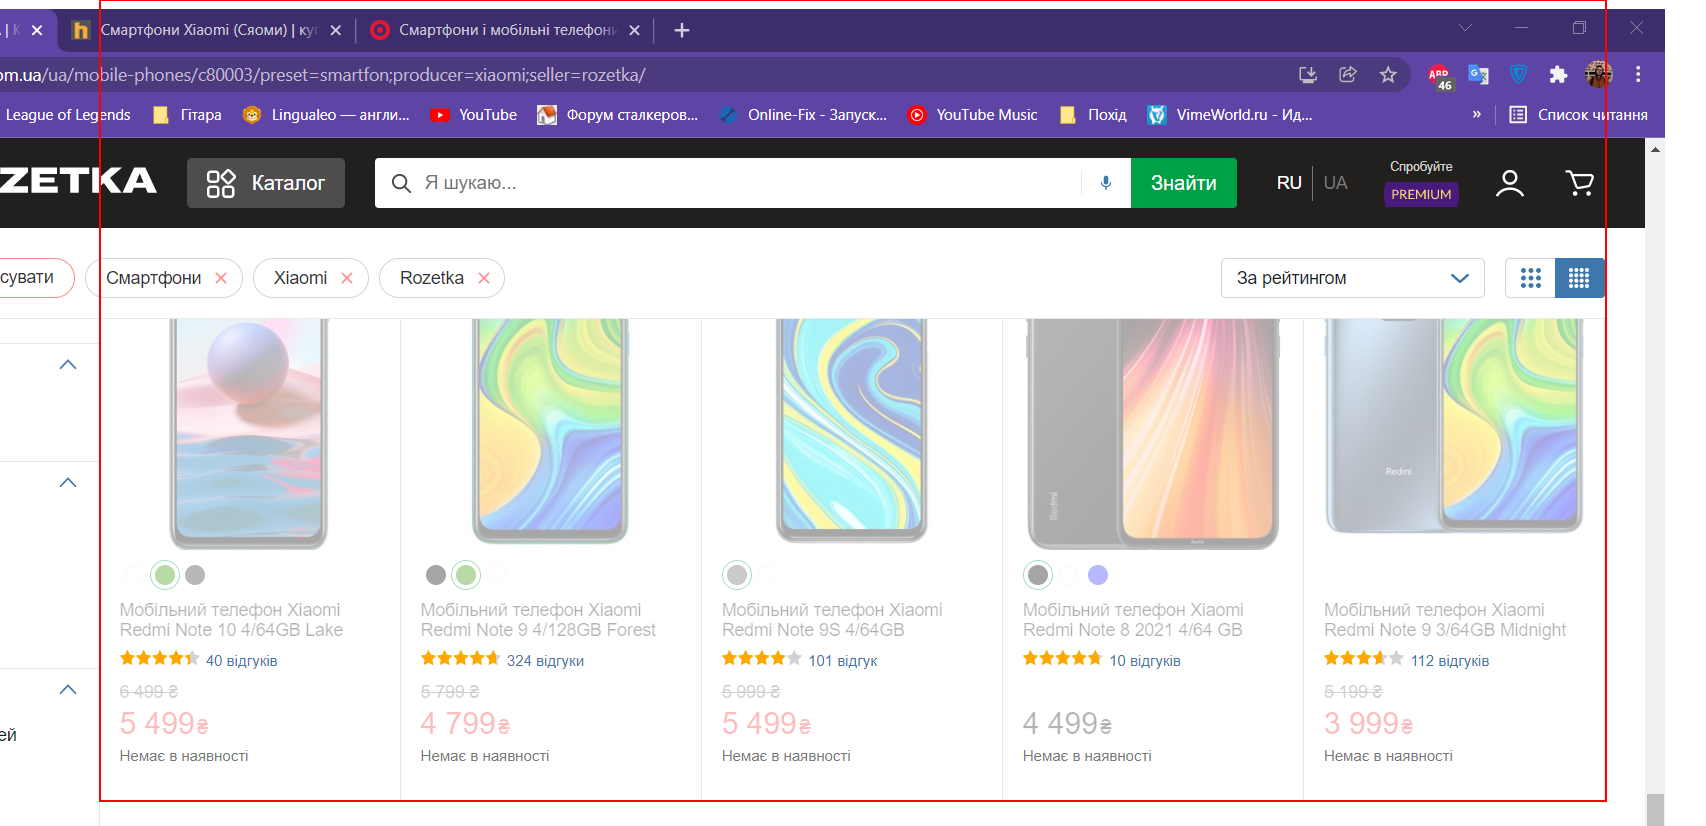 Смартфони Xiaomi (Сяоми) | куп
Смартфони і мобільні телефони
om.ua/ua/mobile-phones/c80003/preset=smartfon;producer=xiaomi;seller=rozetka/
ABP
46
League of Legends
Гітара
Lingualeo — англи...
YouTube
Форум сталкеров...
Online-Fix - Запуск...
YouTube Music
Похід
VimeWorld.ru - Ид...
»
Список читання
ZETKA
Каталог
Я шукаю...
Знайти
RU
UA
Спробуйте
PREMIUM
сувати
Смартфони
Xiaomi
Rozetka
За рейтингом
Redmi
Redmi
Мобільний телефон Xiaomi
Redmi Note 10 4/64GB Lake
40 відгуків
6 499 ₴
5 499 ₴
Немає в наявності
Мобільний телефон Xiaomi
Redmi Note 9 4/128GB Forest
324 відгуки
5 799 ₴
4 799 ₴
Немає в наявності
Мобільний телефон Xiaomi
Redmi Note 9S 4/64GB
101 відгук
5 999 ₴
5 499 ₴
Немає в наявності
Мобільний телефон Xiaomi
Redmi Note 8 2021 4/64 GB
10 відгуків
4 499 ₴
Немає в наявності
Мобільний телефон Xiaomi
Redmi Note 9 3/64GB Midnight
112 відгуків
5 199 ₴
3 999 ₴
Немає в наявності
ей